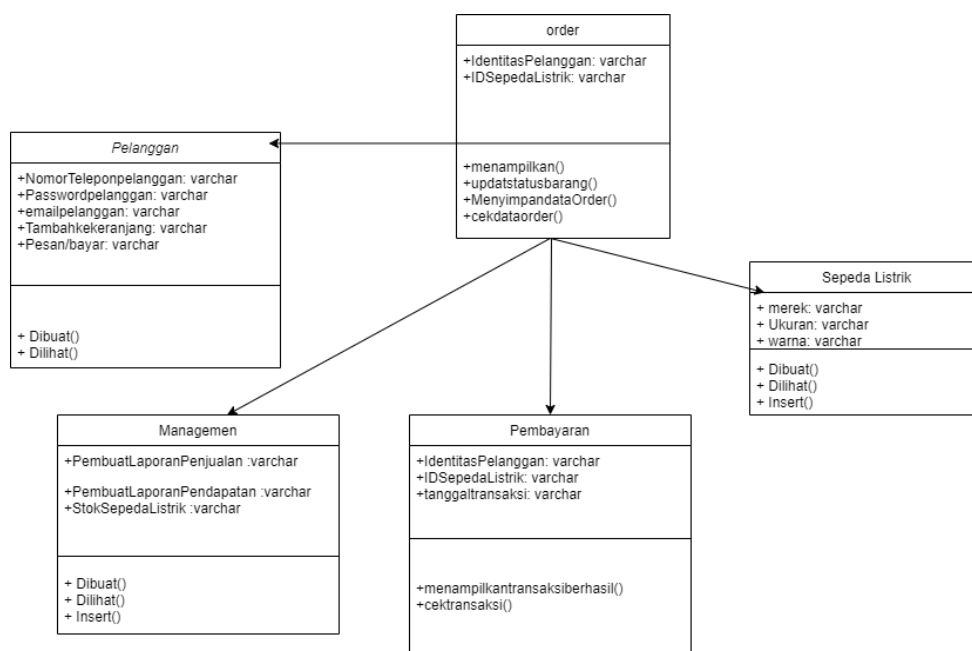 order
+IdentitasPelanggan: varchar
+IDSepedaListrik: varchar
+menampilkan()
+updatstatusbarang()
+MenyimpandataOrder()
+cekdataorder()
Pelanggan
+NomorTeleponpelanggan: varchar
+Passwordpelanggan: varchar
+emailpelanggan: varchar
+Tambahkekeranjang: varchar
+Pesan/bayar: varchar
+ Dibuat()
+ Dilihat()
Sepeda Listrik
+ merek: varchar
+ Ukuran: varchar
+ warna: varchar
+ Dibuat()
+ Dilihat()
+ Insert()
Managemen
+PembuatLaporanPenjualan :varchar
+PembuatLaporanPendapatan :varchar
+StokSepedaListrik :varchar
+ Dibuat()
+ Dilihat()
+ Insert()
Pembayaran
+IdentitasPelanggan: varchar
+IDSepedaListrik: varchar
+tanggaltransaksi: varchar
+menampilkantransaksiberhasil()
+cektransaksi()